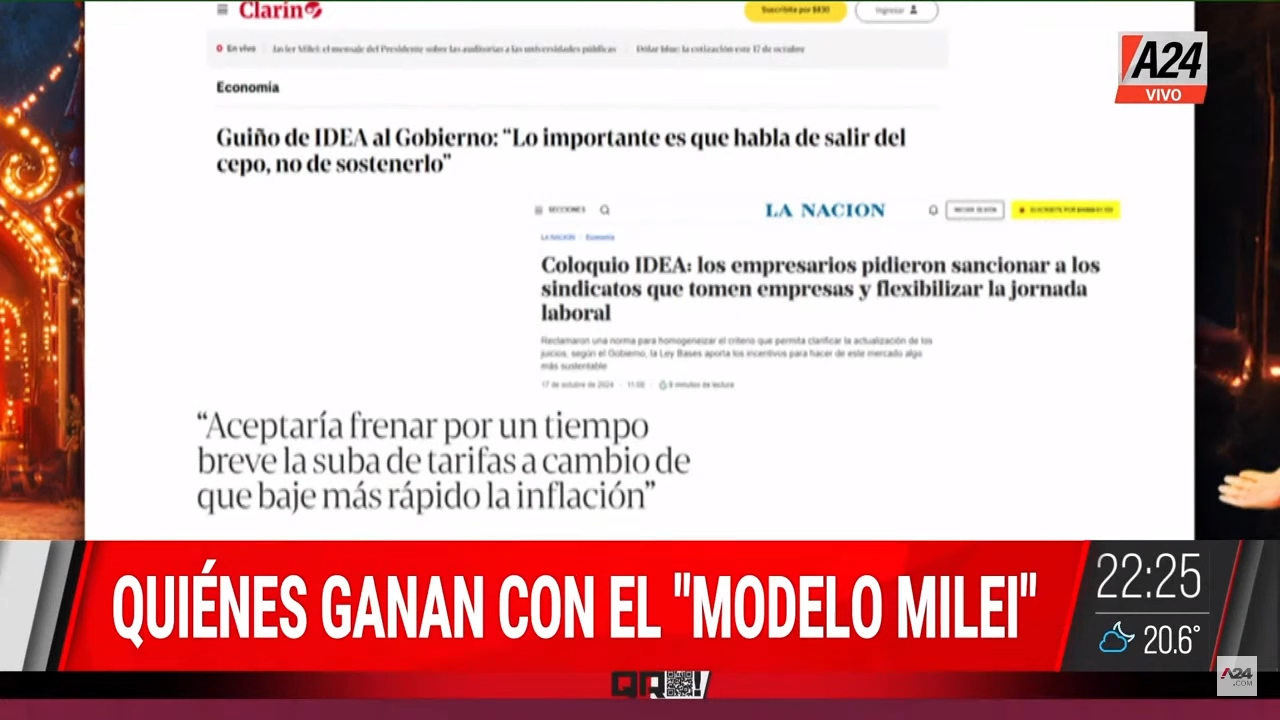 Clarín
Suscribite por $830
Ingresar
En vivo
Javier Milei: el mensaje del Presidente sobre las auditorías a las universidades públicas
Dólar blue: la cotización este 17 de octubre
A24
VIVO
Economía
Guiño de IDEA al Gobierno: “Lo importante es que habla de salir del
cepo, no de sostenerlo”
SECCIONES
LA NACION
INICIAR SESIÓN
LA NACION
Economía
Coloquio IDEA: los empresarios pidieron sancionar a los
sindicatos que tomen empresas y flexibilizar la jornada
laboral
Reclamaron una norma para homogeneizar el criterio que permita clarificar la actualización de los
juicios, según el Gobierno, la Ley Bases aporta los incentivos para hacer de este mercado algo
más sustentable
17 de octubre de 2024
9 minutos de lectura
“Aceptaría frenar por un tiempo
breve la suba de tarifas a cambio de
que baje más rápido la inflación”
QUIÉNES GANAN CON EL "MODELO MILEI"
22:25
20.6°
QR!
A24
.COM